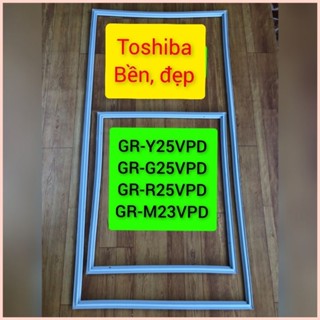 Toshiba
Bền, đẹp
GR-Y25VPD
GR-G25VPD
GR-R25VPD
GR-M23VPD